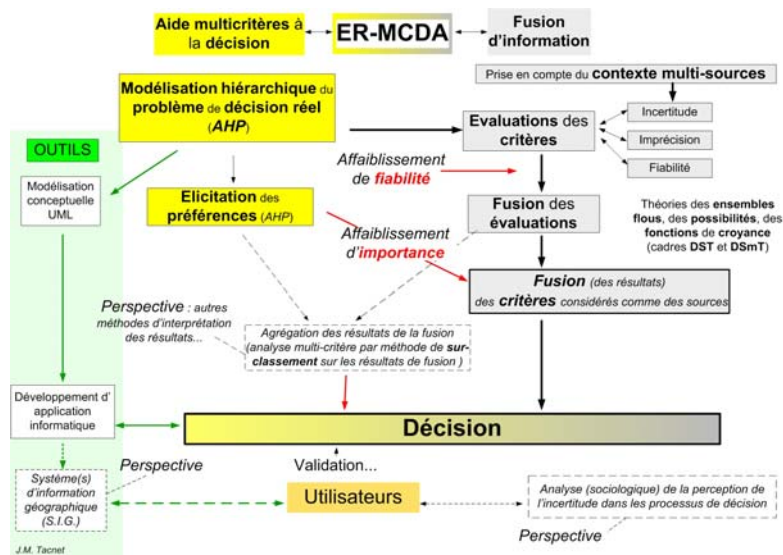 Aide multicritères à
la décision
ER-MCDA
Fusion
d'information
Prise en compte du contexte multi-sources
Modélisation hiérarchique du
problème de décision réel
(AHP)
Evaluations des
critères
Incertitude
Imprécision
Fiabilité
OUTILS
Modélisation
conceptuelle
UML
Affaiblissement
de fiabilité
Elicitation des
préférences (AHP)
Fusion des
évaluations
Théories des ensembles
flous, des possibilités, des
fonctions de croyance
(cadres DST et DSmT)
Affaiblissement
d'importance
Fusion (des résultats)
des critères considérés comme des sources
Perspective : autres
méthodes d'interprétation
des résultats...
Agrégation des résultats de la fusion
(analyse multi-critère par méthode de sur-
classement sur les résultats de fusion )
Développement d'
application
informatique
Décision
Perspective
Validation...
Système(s)
d'information
géographique
(S.I.G.)
Utilisateurs
Analyse (sociologique) de la perception de
l'incertitude dans les processus de décision
Perspective
J.M. Tacnet